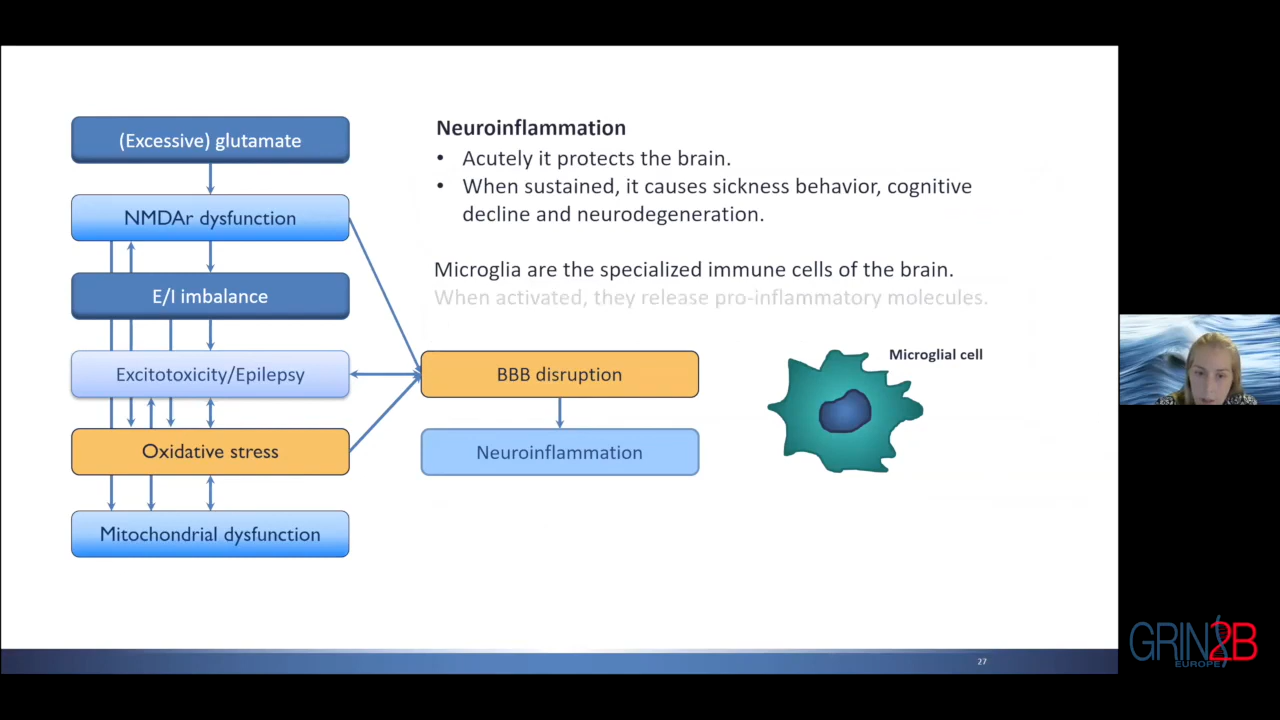 (Excessive) glutamate
NMDAr dysfunction
E/I imbalance
Excitotoxicity/Epilepsy
Oxidative stress
Mitochondrial dysfunction
Neuroinflammation
• Acutely it protects the brain.
• When sustained, it causes sickness behavior, cognitive
decline and neurodegeneration.
Microglia are the specialized immune cells of the brain.
When activated, they release pro-inflammatory molecules.
BBB disruption
Neuroinflammation
Microglial cell
27
GRIN2B
EUROPE